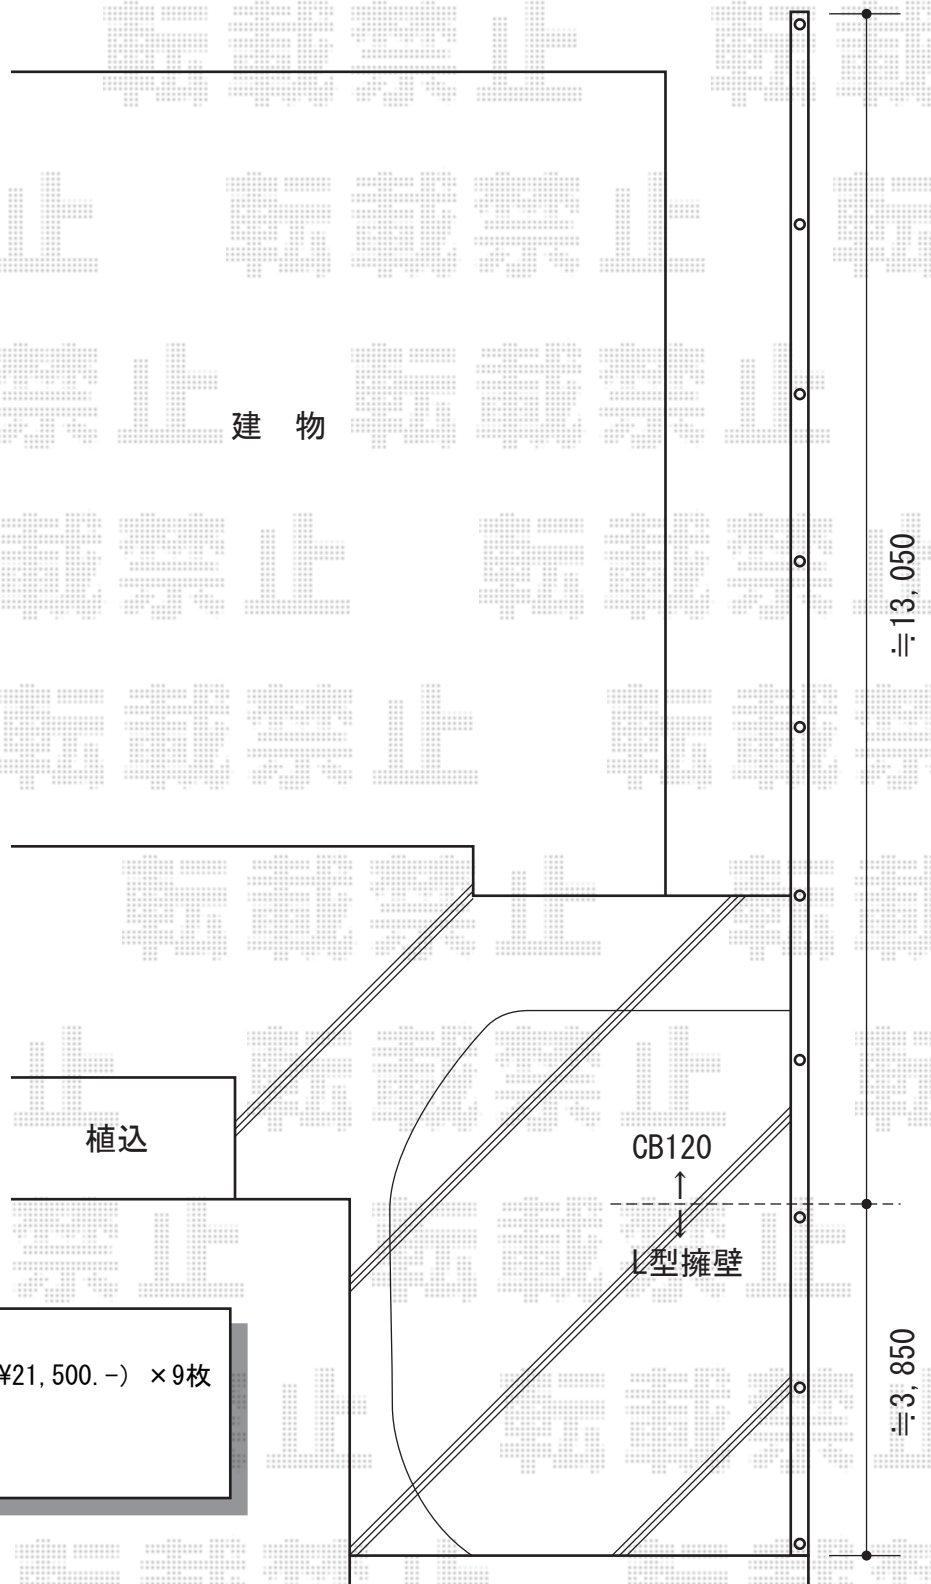 建　物
≒13,050
植込
CB120
↑
↓
L型擁壁
¥21,500.-) ×9枚
≒3,850
転載禁止